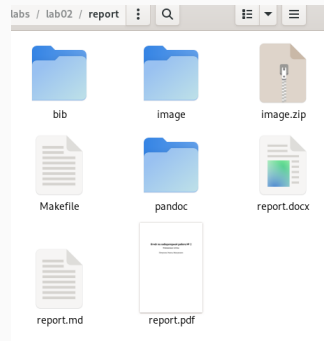 labs / lab02 / report
bib
image
image.zip
Makefile
pandoc
report.docx
report.md
report.pdf